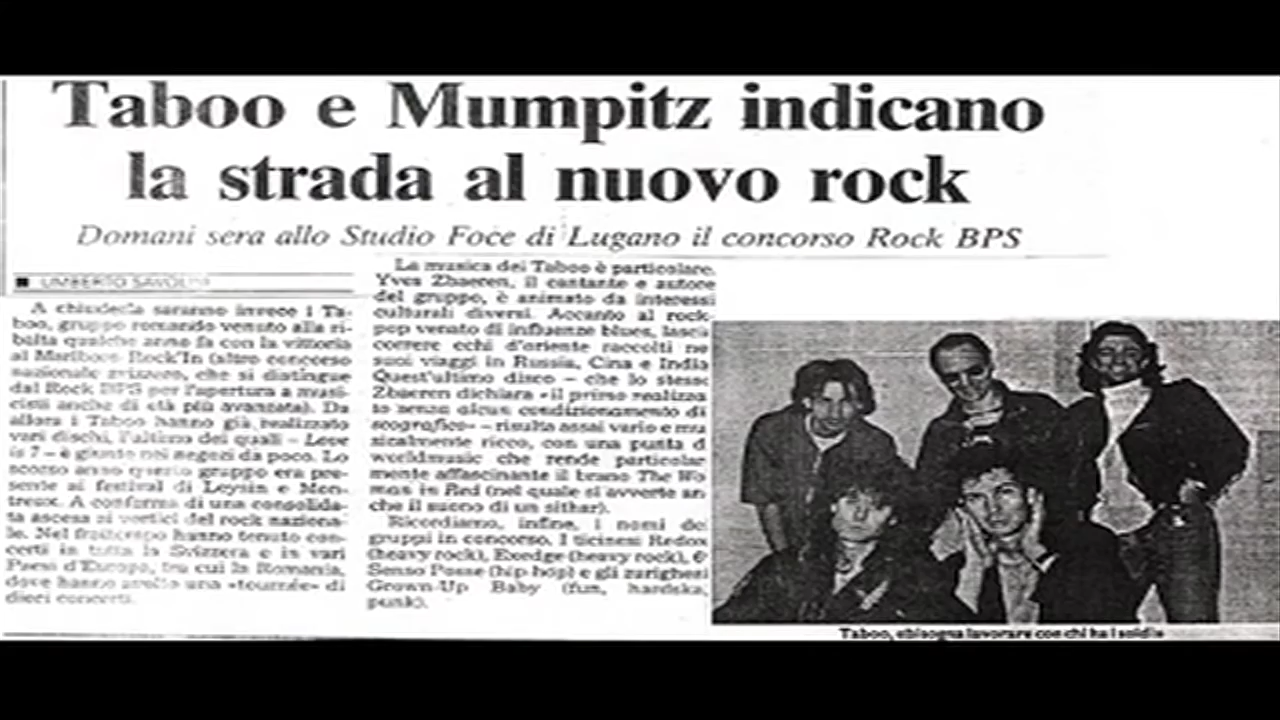 Taboo e Mumpitz indicano
la strada al nuovo rock
Domani sera allo Studio Foce di Lugano il concorso Rock BPS
UMBERTO SAVOLINI
A chiuderla saranno invece i Ta-
boo, gruppo romando venuto alla ri-
balta qualche anno fa con la vittoria
al Marlboro Rock'In (altro concorso
nazionale svizzero, che si distingue
dal Rock BPS per l'apertura a musi-
cisti anche di età più avanzata). Da
allora i Taboo hanno già realizzato
vari dischi, l'ultimo dei quali – Love
is ? – è giunto nei negozi da poco. Lo
scorso anno questo gruppo era pre-
sente ai festival di Leysin e Mon-
treux. A conferma di una consolida-
ta ascesa ai vertici del rock naziona-
le. Nel frattempo hanno tenuto con-
certi in tutta la Svizzera e in vari
Paesi d'Europa, tra cui la Romania,
dove hanno avuto una «tournée» di
dieci concerti.
La musica dei Taboo è particolare.
Yves Zbaeren, il cantante e autore
del gruppo, è animato da interessi
culturali diversi. Accanto al rock-
pop venato di influenze blues, lascia
correre echi d'oriente raccolti ne
suoi viaggi in Russia, Cina e India
Quest'ultimo disco – che lo stesso
Zbaeren dichiara «il primo realizza
to senza alcun condizionamento di
scografico» – risulta assai vario e mu
sicalmente ricco, con una punta d
worldmusic che rende particolar
mente affascinante il brano The Wo
man in Red (nel quale si avverte an
che il suono di un sithar).
Ricordiamo, infine, i nomi dei
gruppi in concorso. I ticinesi Redox
(heavy rock), Exedge (heavy rock), 6º
Senso Posse (hip hop) e gli zurighesi
Grown-Up Baby (fun, hardska,
punk).
Taboo, «bisogna lavorare con chi ha i soldi»